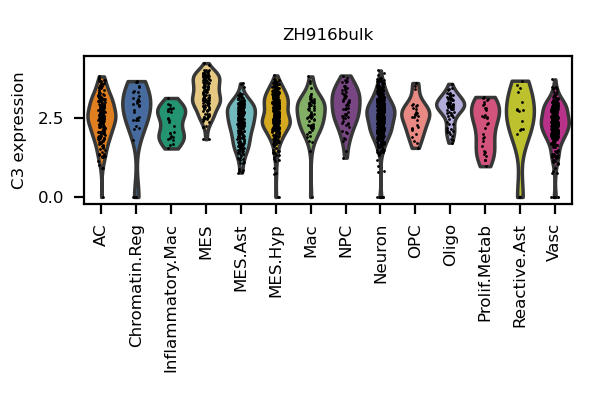 ZH916bulk
C3 expression
2.5
0.0
AC
Chromatin.Reg
Inflammatory.Mac
MES
MES.Ast
MES.Hyp
Mac
NPC
Neuron
OPC
Oligo
Prolif.Metab
Reactive.Ast
Vasc